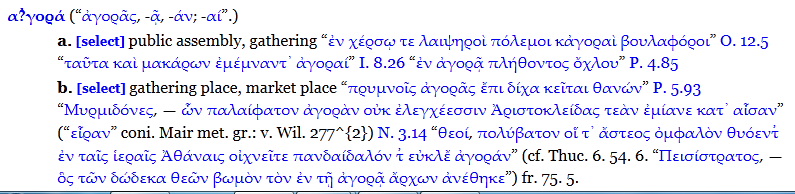 α?γορά (“ἀγορᾶς, -ᾷ, -άν; -αί”.)
a. [select] public assembly, gathering “ἐν χέρσῳ τε λαιψηροὶ πόλεμοι κἀγοραὶ βουλαφόροι” O. 12.5
“ταῦτα καὶ μακάρων ἐμέμναντ᾽ ἀγοραί” I. 8.26 “ἐν ἀγορᾷ πλήθοντος ὄχλου” P. 4.85
b. [select] gathering place, market place “πρυμνοῖς ἀγορᾶς ἔπι δίχα κεῖται θανών” P. 5.93
“Μυρμιδόνες, — ὧν παλαίφατον ἀγορὰν οὐκ ἐλεγχέεσσιν Ἀριστοκλείδας τεὰν ἐμίανε κατ᾽ αἶσαν”
(“εἶραν” coni. Mair met. gr.: v. Wil. 277^{2}) N. 3.14 “θεοί, πολύβατον οἵ τ᾽ ἄστεος ὀμφαλὸν θυόεντ̓
ἐν ταῖς ἱεραῖς Ἀθάναις οἰχνεῖτε πανδαίδαλόν τ̓ εὐκλἔ ἀγοράν” (cf. Thuc. 6. 54. 6. “Πεισίστρατος, —
ὃς τῶν δώδεκα θεῶν βωμὸν τὸν ἐν τῇ ἀγορᾷ ἄρχων ἀνέθηκε”) fr. 75. 5.